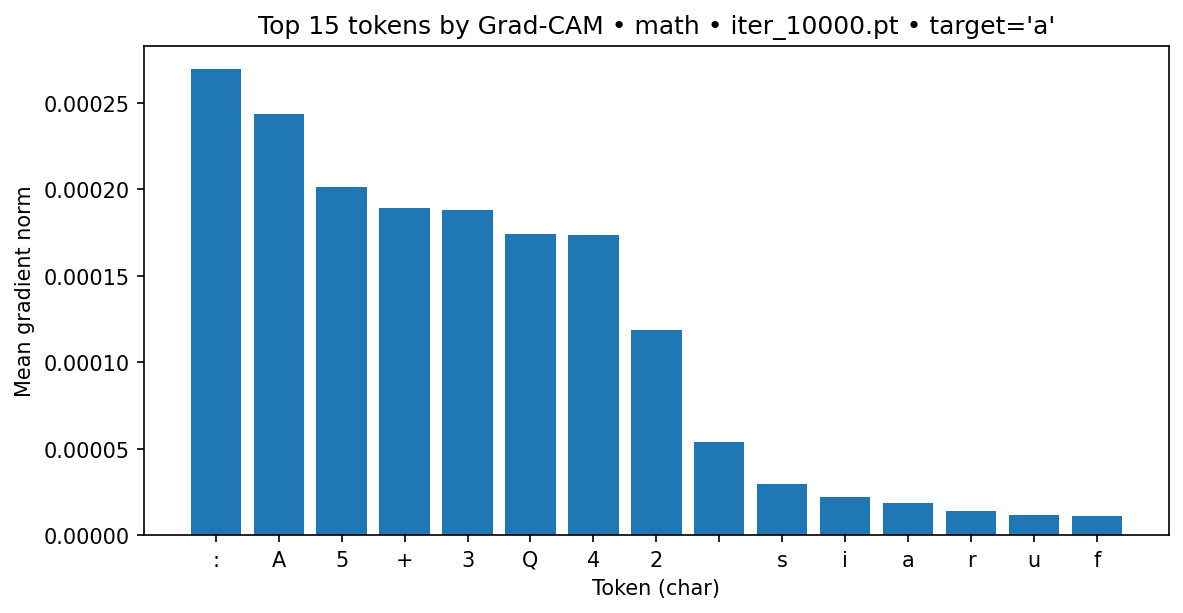 Top 15 tokens by Grad-CAM • math • iter_10000.pt • target='a'
Mean gradient norm
0.00025
0.00020
0.00015
0.00010
0.00005
0.00000
: A 5 + 3 Q 4 2 s i a r u f
Token (char)